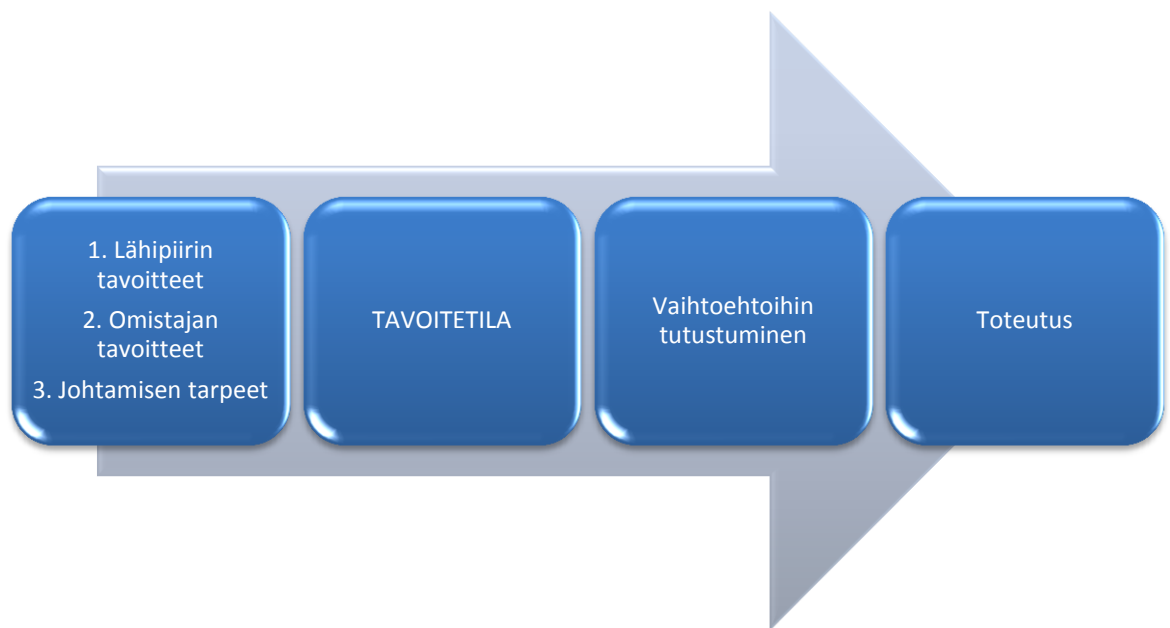 1. Lähipiirin
tavoitteet
2. Omistajan
tavoitteet
3. Johtamisen tarpeet
TAVOITETILA
Vaihtoehtoihin
tutustuminen
Toteutus